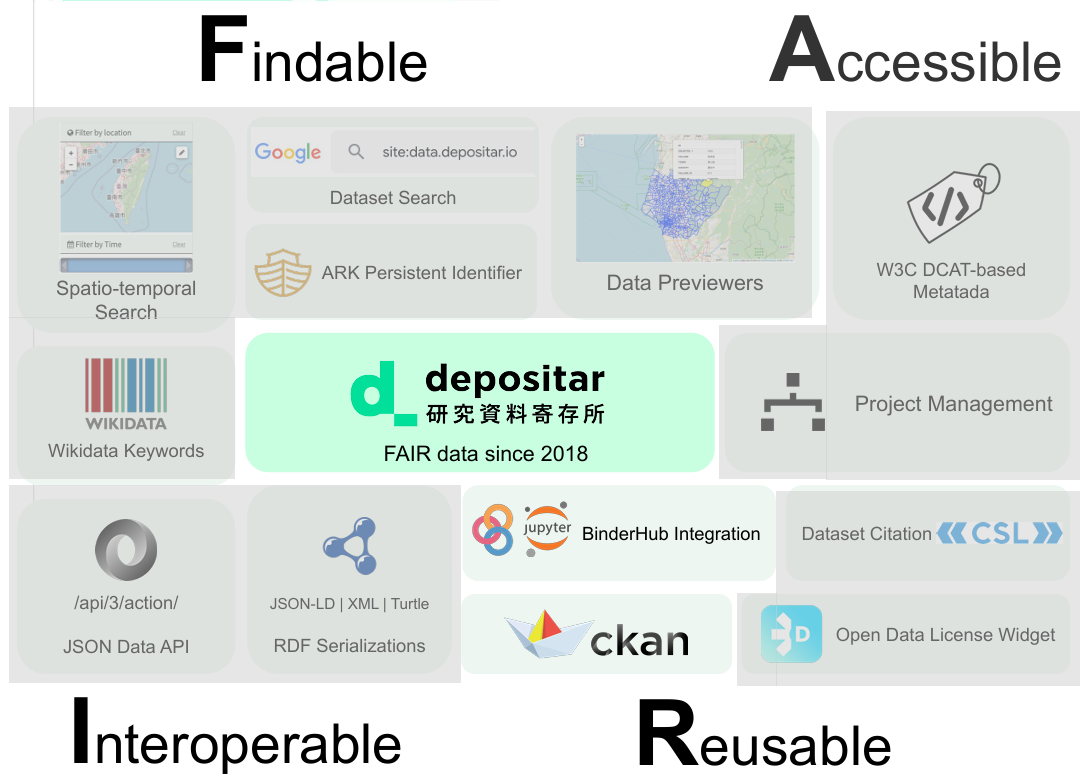 Findable
Accessible
Filter by location
Clear
Filter by Time
Clear
Spatio-temporal
Search
Google
site:data.depositar.io
Dataset Search
ARK Persistent Identifier
Data Previewers
W3C DCAT-based
Metatada
WIKIDATA
Wikidata Keywords
depositar
研究資料寄存所
FAIR data since 2018
Project Management
/api/3/action/
JSON Data API
JSON-LD | XML | Turtle
RDF Serializations
jupyter
BinderHub Integration
Dataset Citation
CSL
ckan
D
Open Data License Widget
Interoperable
Reusable